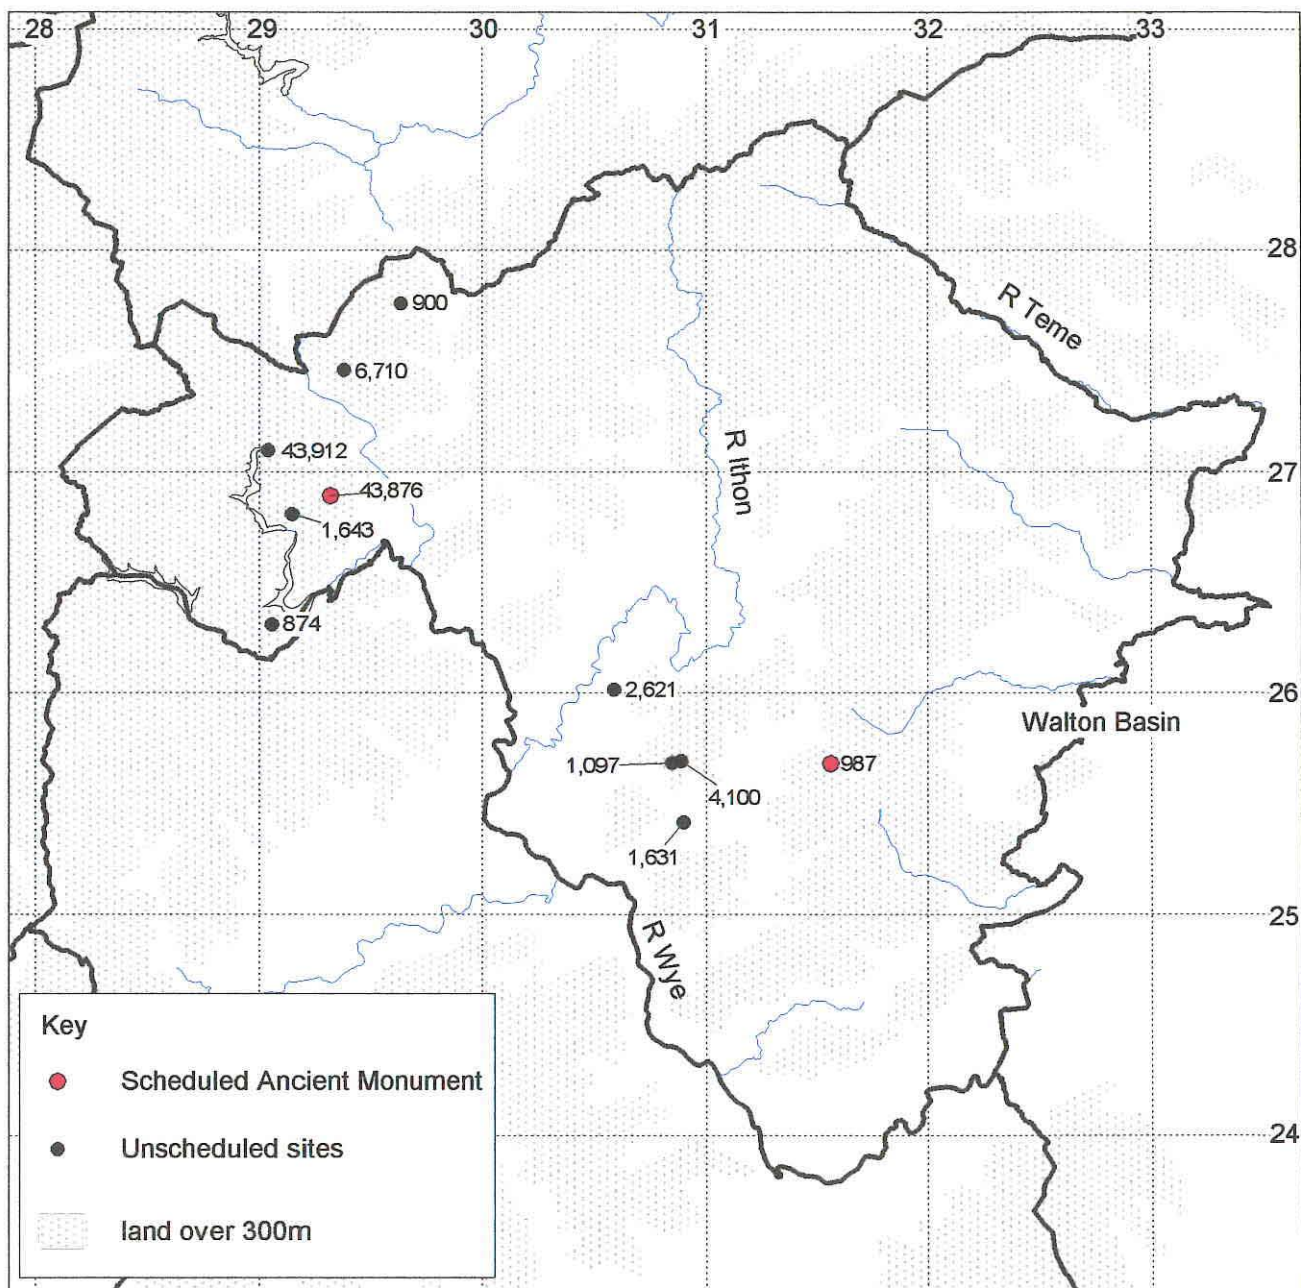 28 29 30 31 32 33
28
R Teme
900
6,710
R Ithon
43,912
27
43,876
1,643
874
2,621
26
Walton Basin
1,097
987
4,100
1,631
25
R Wye
Key
Scheduled Ancient Monument
Unscheduled sites
24
land over 300m